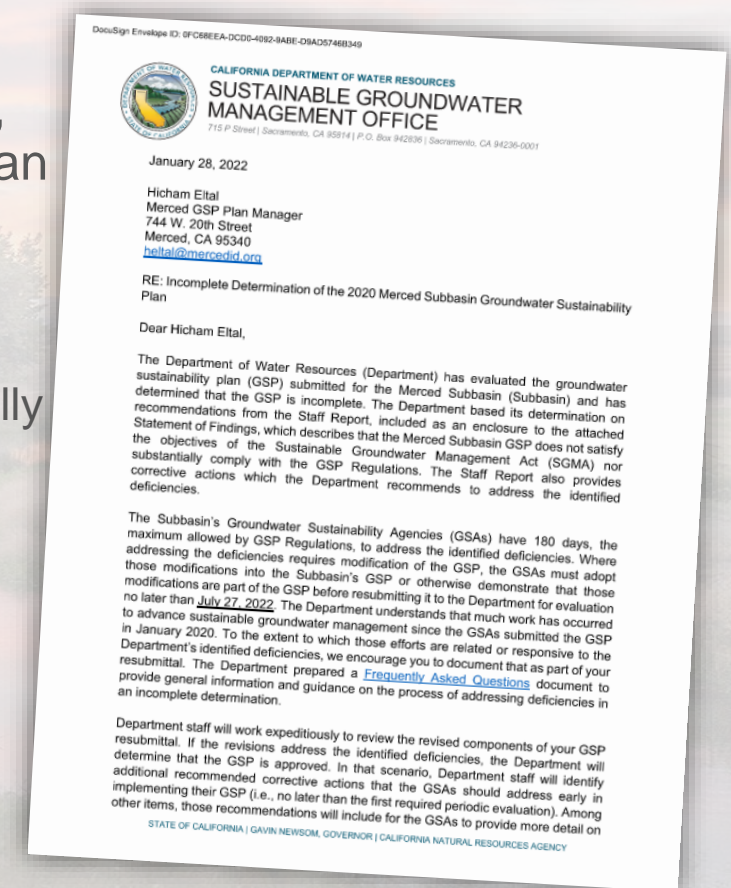 ,
an
lly
DocuSign Envelope ID: 0FC68EEA-DCD0-4092-9ABE-D9AD5746B349
CALIFORNIA DEPARTMENT OF WATER RESOURCES
SUSTAINABLE GROUNDWATER
MANAGEMENT OFFICE
715 P Street | Sacramento, CA 95814 | P.O. Box 942836 | Sacramento, CA 94236-0001
January 28, 2022
Hicham Eltal
Merced GSP Plan Manager
744 W. 20th Street
Merced, CA 95340
heltal@mercedid.org
RE: Incomplete Determination of the 2020 Merced Subbasin Groundwater Sustainability
Plan
Dear Hicham Eltal,
The Department of Water Resources (Department) has evaluated the groundwater
sustainability plan (GSP) submitted for the Merced Subbasin (Subbasin) and has
determined that the GSP is incomplete. The Department based its determination on
recommendations from the Staff Report, included as an enclosure to the attached
Statement of Findings, which describes that the Merced Subbasin GSP does not satisfy
the objectives of the Sustainable Groundwater Management Act (SGMA) nor
substantially comply with the GSP Regulations. The Staff Report also provides
corrective actions which the Department recommends to address the identified
deficiencies.
The Subbasin's Groundwater Sustainability Agencies (GSAs) have 180 days, the
maximum allowed by GSP Regulations, to address the identified deficiencies. Where
addressing the deficiencies requires modification of the GSP, the GSAs must adopt
those modifications into the Subbasin's GSP or otherwise demonstrate that those
modifications are part of the GSP before resubmitting it to the Department for evaluation
no later than July 27, 2022. The Department understands that much work has occurred
to advance sustainable groundwater management since the GSAs submitted the GSP
in January 2020. To the extent to which those efforts are related or responsive to the
Department's identified deficiencies, we encourage you to document that as part of your
resubmittal. The Department prepared a Frequently Asked Questions document to
provide general information and guidance on the process of addressing deficiencies in
an incomplete determination.
Department staff will work expeditiously to review the revised components of your GSP
resubmittal. If the revisions address the identified deficiencies, the Department will
determine that the GSP is approved. In that scenario, Department staff will identify
additional recommended corrective actions that the GSAs should address early in
implementing their GSP (i.e., no later than the first required periodic evaluation). Among
other items, those recommendations will include for the GSAs to provide more detail on
STATE OF CALIFORNIA | GAVIN NEWSOM, GOVERNOR | CALIFORNIA NATURAL RESOURCES AGENCY